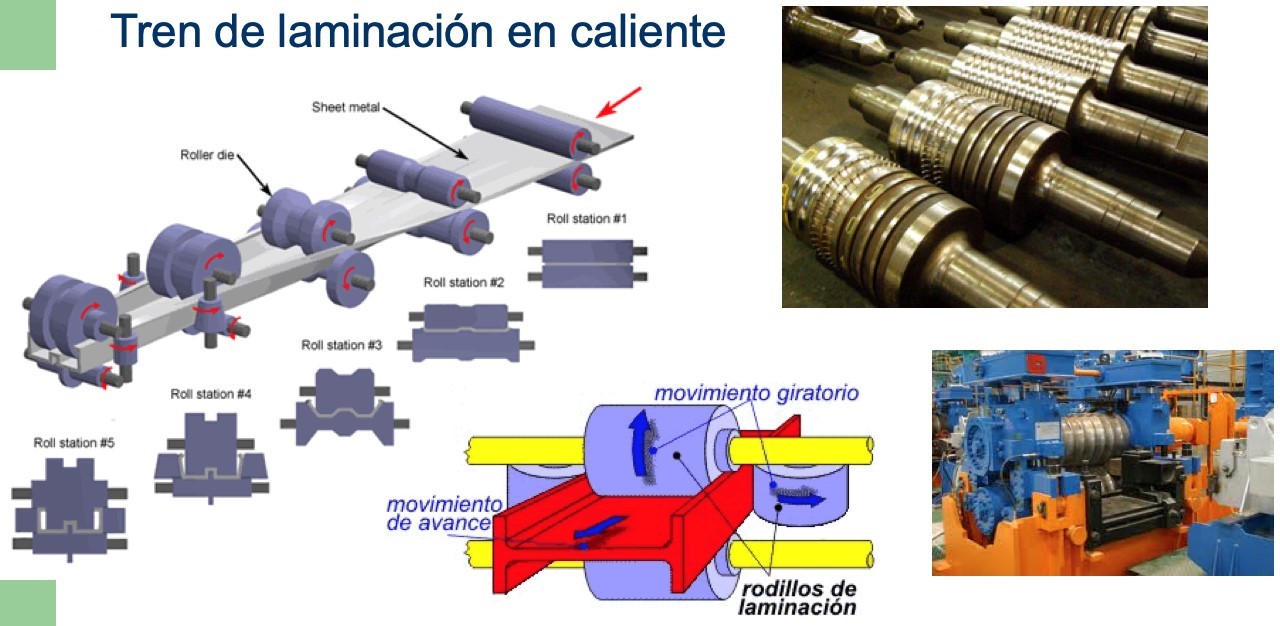 Tren de laminación en caliente
Sheet metal
Roller die
Roll station #1
Roll station #2
Roll station #3
Roll station #4
Roll station #5
movimiento giratorio
movimiento
de avance
rodillos de
laminación